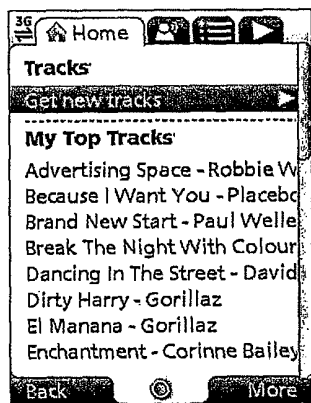 3G
Home
Tracks
Get new tracks
My Top Tracks
Advertising Space - Robbie W
Because I Want You - Placebo
Brand New Start - Paul Welle
Break The Night With Colour
Dancing In The Street - David
Dirty Harry - Gorillaz
El Manana - Gorillaz
Enchantment - Corinne Bailey
Back
More